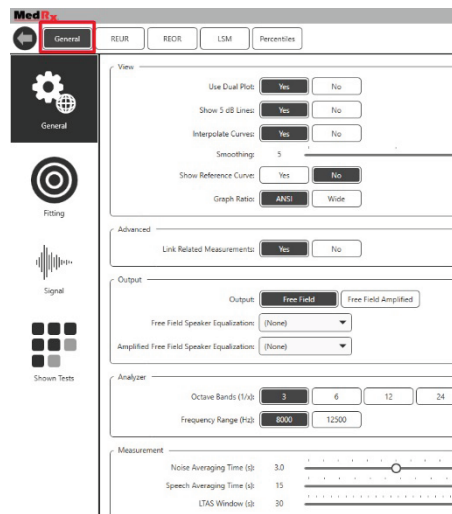 MedRx
General REUR REOR LSM Percentiles
General
Fitting
Signal
Shown Tests
View
Use Dual Plot: Yes No
Show 5 dB Lines: Yes No
Interpolate Curves: Yes No
Smoothing: 5
Show Reference Curve: Yes No
Graph Ratio: ANSI Wide
Advanced
Link Related Measurements: Yes No
Output
Output: Free Field Free Field Amplified
Free Field Speaker Equalization: (None)
Amplified Free Field Speaker Equalization: (None)
Analyzer
Octave Bands (1/x): 3 6 12 24
Frequency Range (Hz): 8000 12500
Measurement
Noise Averaging Time (s): 3.0
Speech Averaging Time (s): 15
LTAS Window (s): 30